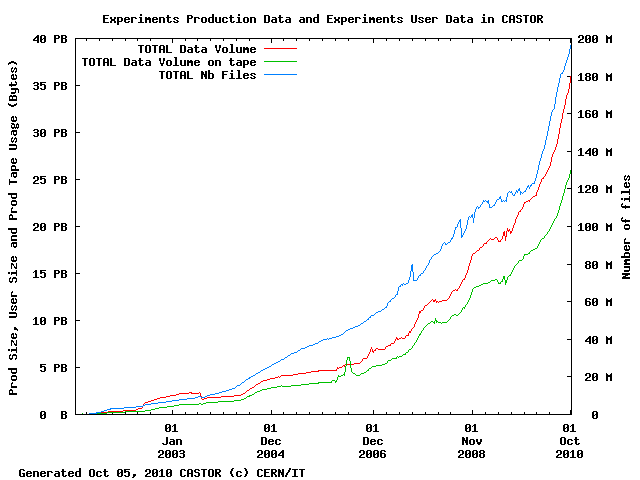 Experiments Production Data and Experiments User Data in CASTOR
40 PB
35 PB
30 PB
25 PB
20 PB
15 PB
10 PB
5 PB
0 B
Prod Size, User Size and Prod Tape Usage (Bytes)
TOTAL Data Volume
TOTAL Data Volume on tape
TOTAL Nb Files
200 M
180 M
160 M
140 M
120 M
100 M
80 M
60 M
40 M
20 M
0
Number of files
01 01 01 01 01
Jan Dec Dec Nov Oct
2003 2004 2006 2008 2010
Generated Oct 05, 2010 CASTOR (c) CERN/IT